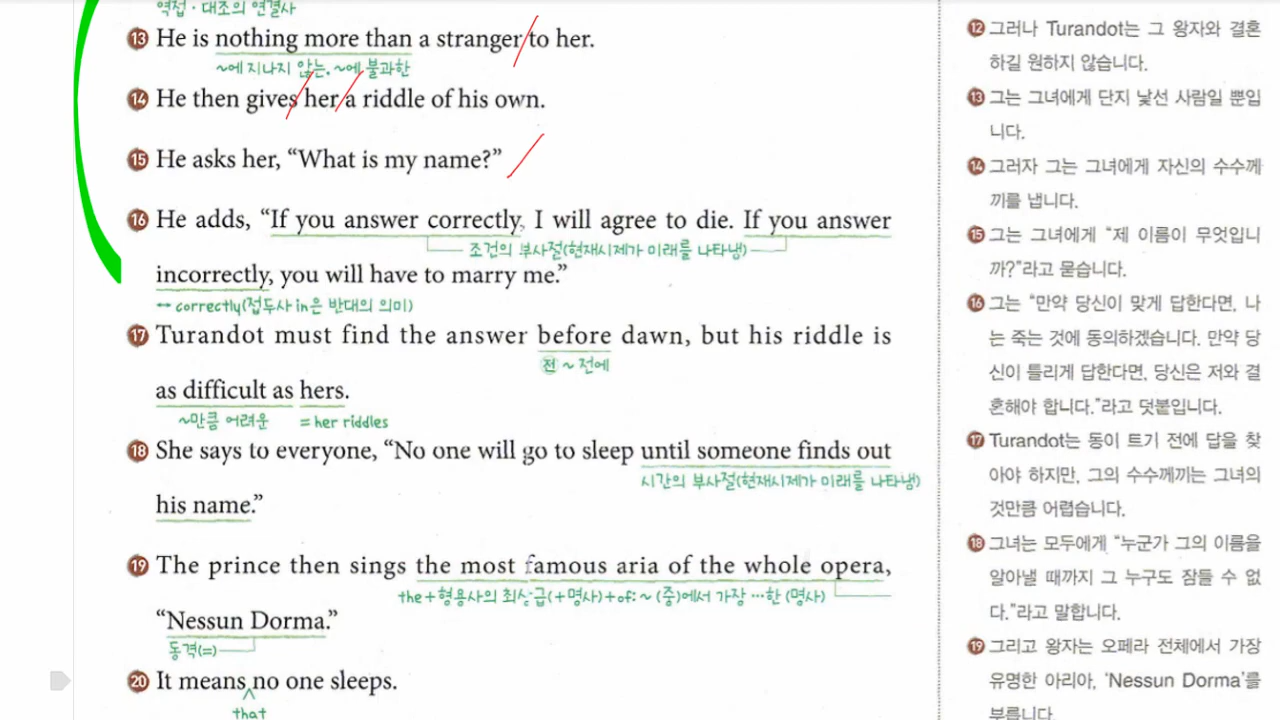 역접·대조의 연결사
⑬ He is nothing more than a stranger to her.
~에 지나지 않는, ~에 불과한
⑭ He then gives her a riddle of his own.
⑮ He asks her, “What is my name?”
⑯ He adds, “If you answer correctly, I will agree to die. If you answer
조건의 부사절(현재시제가 미래를 나타냄)
incorrectly, you will have to marry me.”
↔ correctly(접두사 in은 반대의 의미)
⑰ Turandot must find the answer before dawn, but his riddle is
전 ~ 전에
as difficult as hers.
~만큼 어려운 = her riddles
⑱ She says to everyone, “No one will go to sleep until someone finds out
시간의 부사절(현재시제가 미래를 나타냄)
his name.”
⑲ The prince then sings the most famous aria of the whole opera,
the+형용사의 최상급(+명사)+of: ~ (중)에서 가장 …한 (명사)
“Nessun Dorma.”
동격(=)
⑳ It means no one sleeps.
that
⑫ 그러나 Turandot는 그 왕자와 결혼
하길 원하지 않습니다.
⑬ 그는 그녀에게 단지 낯선 사람일 뿐입
니다.
⑭ 그러자 그는 그녀에게 자신의 수수께
끼를 냅니다.
⑮ 그는 그녀에게 “제 이름이 무엇입니
까?”라고 묻습니다.
⑯ 그는 “만약 당신이 맞게 답한다면, 나
는 죽는 것에 동의하겠습니다. 만약 당
신이 틀리게 답한다면, 당신은 저와 결
혼해야 합니다.”라고 덧붙입니다.
⑰ Turandot는 동이 트기 전에 답을 찾
아야 하지만, 그의 수수께끼는 그녀의
것만큼 어렵습니다.
⑱ 그녀는 모두에게 “누군가 그의 이름을
알아낼 때까지 그 누구도 잠들 수 없
다.”라고 말합니다.
⑲ 그리고 왕자는 오페라 전체에서 가장
유명한 아리아, ‘Nessun Dorma’를
부릅니다.